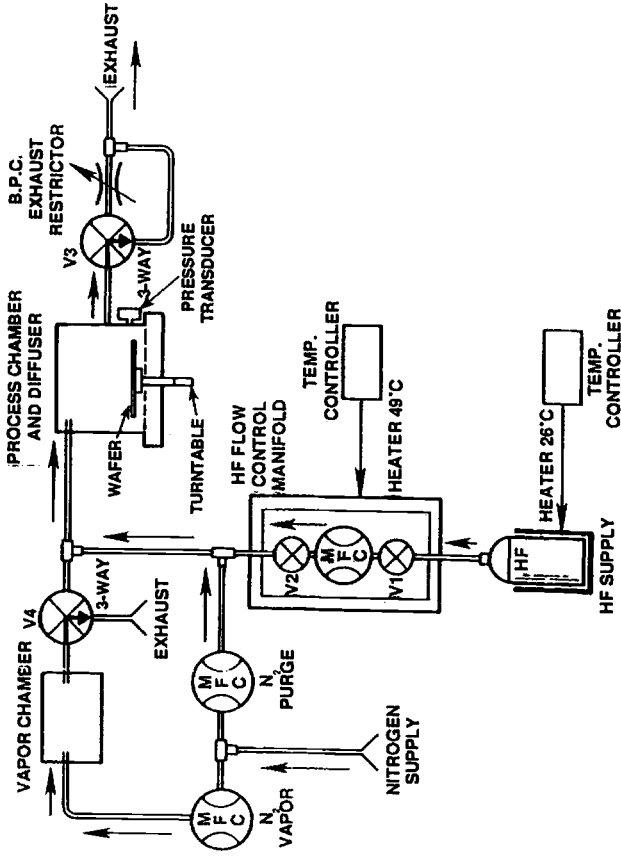 PROCESS CHAMBER
AND DIFFUSER
B.P.C.
EXHAUST
RESTRICTOR
EXHAUST
V3
3-WAY
PRESSURE
TRANSDUCER
WAFER
TURNTABLE
VAPOR CHAMBER
V4
3-WAY
EXHAUST
HF FLOW
CONTROL
MANIFOLD
HEATER 49°C
TEMP.
CONTROLLER
V2
M
F
C
V1
HEATER 26°C
TEMP.
CONTROLLER
HF
HF SUPPLY
M
F
C
N2
PURGE
M
F
C
N2
VAPOR
NITROGEN
SUPPLY